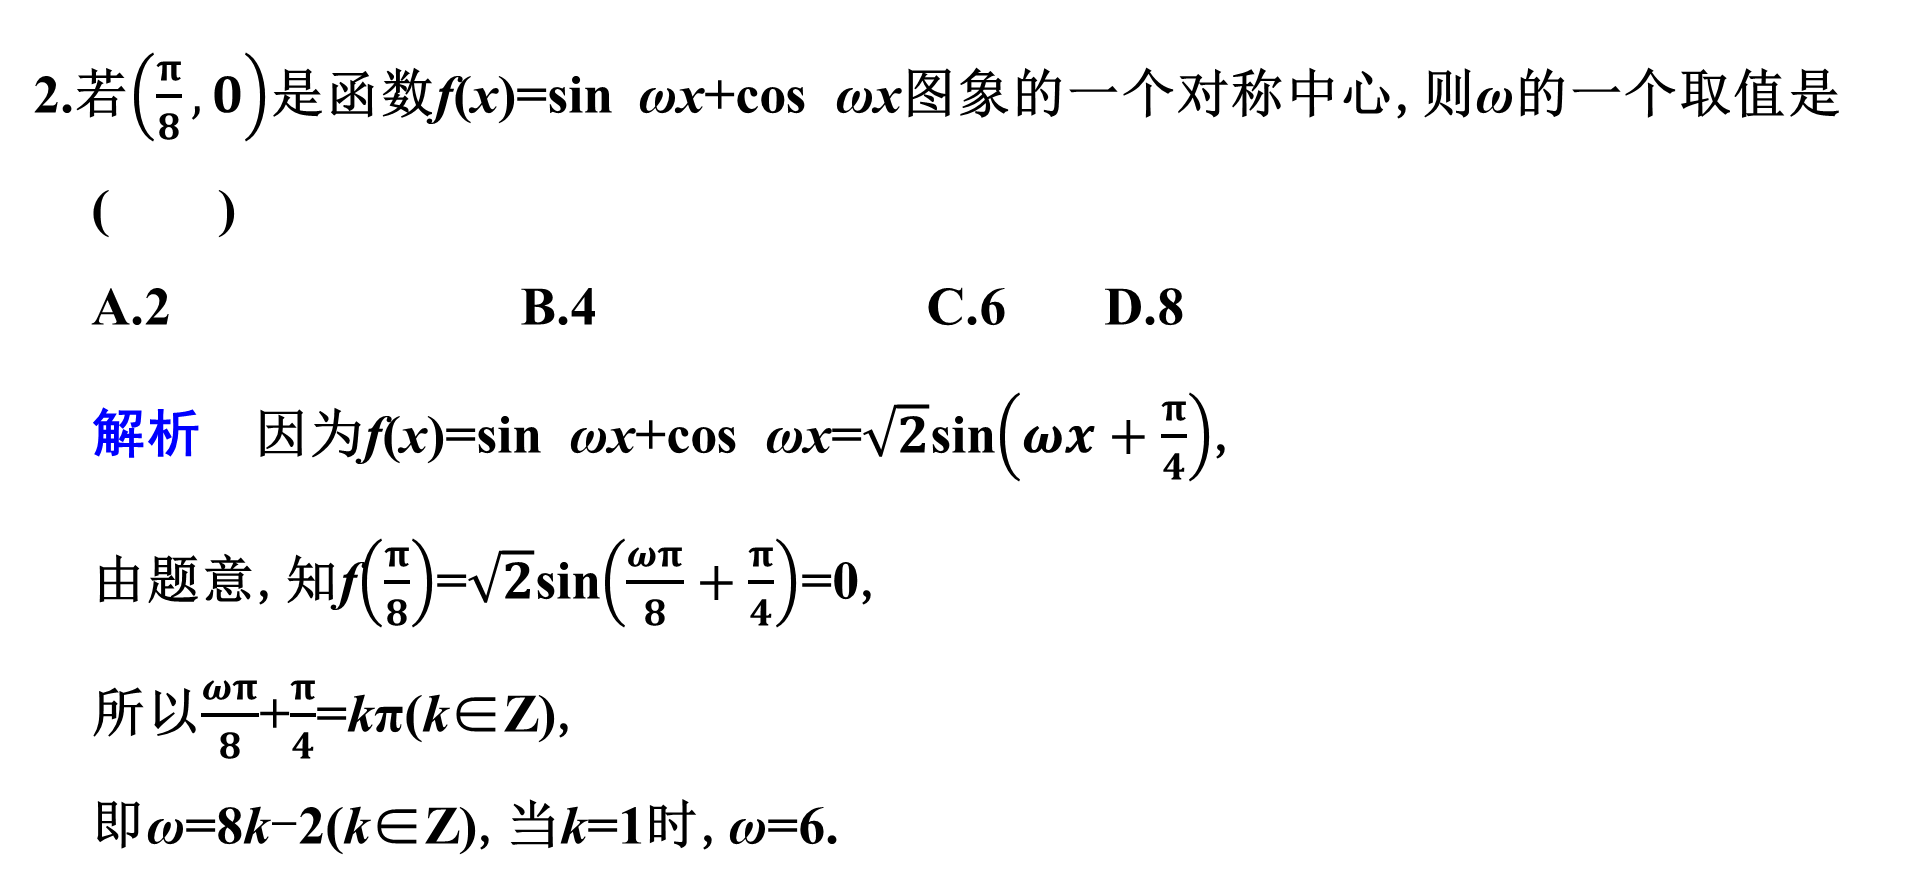 2.若(π/8, 0)是函数f(x)=sin ωx+cos ωx图象的一个对称中心, 则ω的一个取值是
( )
A.2 B.4 C.6 D.8
解析 因为f(x)=sin ωx+cos ωx=√2sin(ωx + π/4),
由题意, 知f(π/8)=√2sin(ωπ/8 + π/4)=0,
所以ωπ/8+π/4=kπ(k∈Z),
即ω=8k−2(k∈Z), 当k=1时, ω=6.